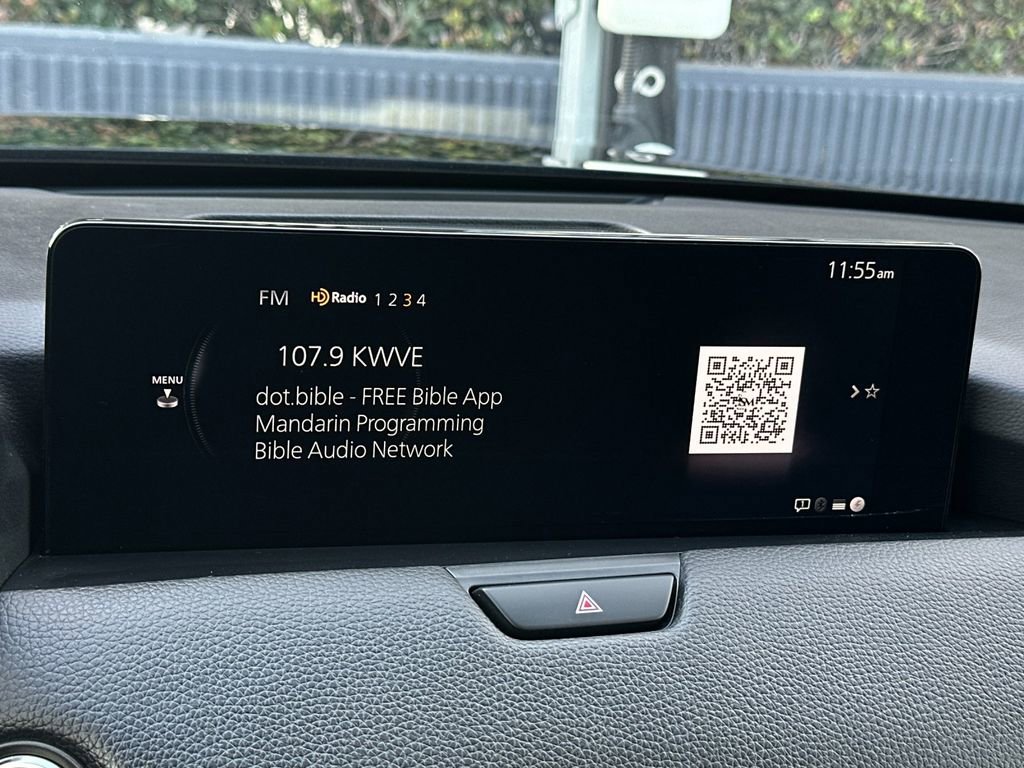 11:55am
FM HD Radio 1 2 3 4
107.9 KWVE
MENU
dot.bible - FREE Bible App
Mandarin Programming
Bible Audio Network